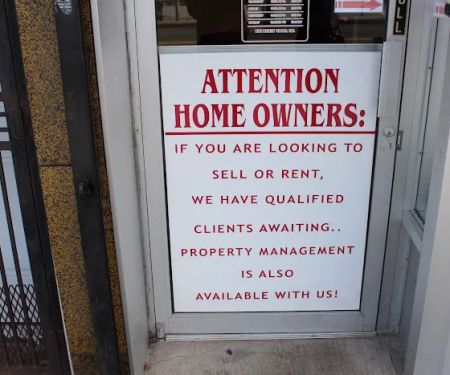 PULL
ATTENTION
HOME OWNERS:
IF YOU ARE LOOKING TO
SELL OR RENT,
WE HAVE QUALIFIED
CLIENTS AWAITING..
PROPERTY MANAGEMENT
IS ALSO
AVAILABLE WITH US!